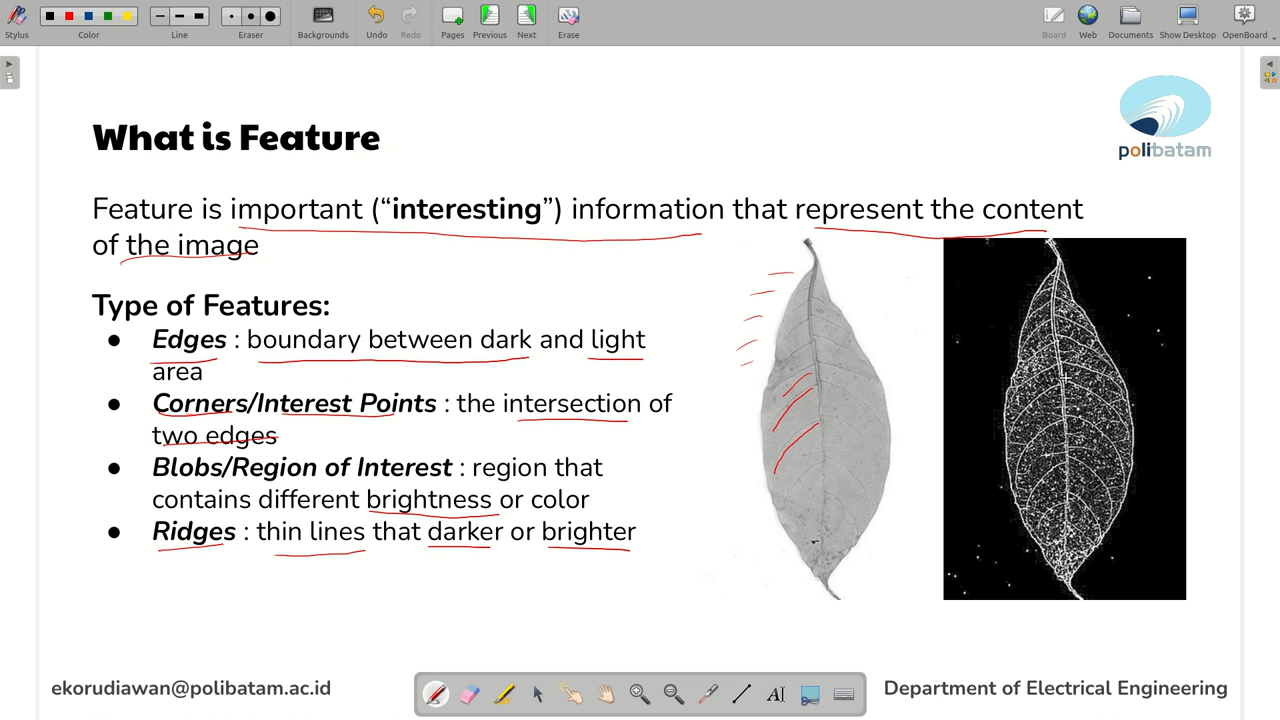 Stylus
Color
Line
Eraser
Backgrounds
Undo
Redo
Pages
Previous
Next
Erase
Board
Web
Documents
Show Desktop
OpenBoard
What is Feature
polibatam
Feature is important (“interesting”) information that represent the content
of the image
Type of Features:
● Edges : boundary between dark and light
area
● Corners/Interest Points : the intersection of
two edges
● Blobs/Region of Interest : region that
contains different brightness or color
● Ridges : thin lines that darker or brighter
ekorudiawan@polibatam.ac.id
AI
Department of Electrical Engineering